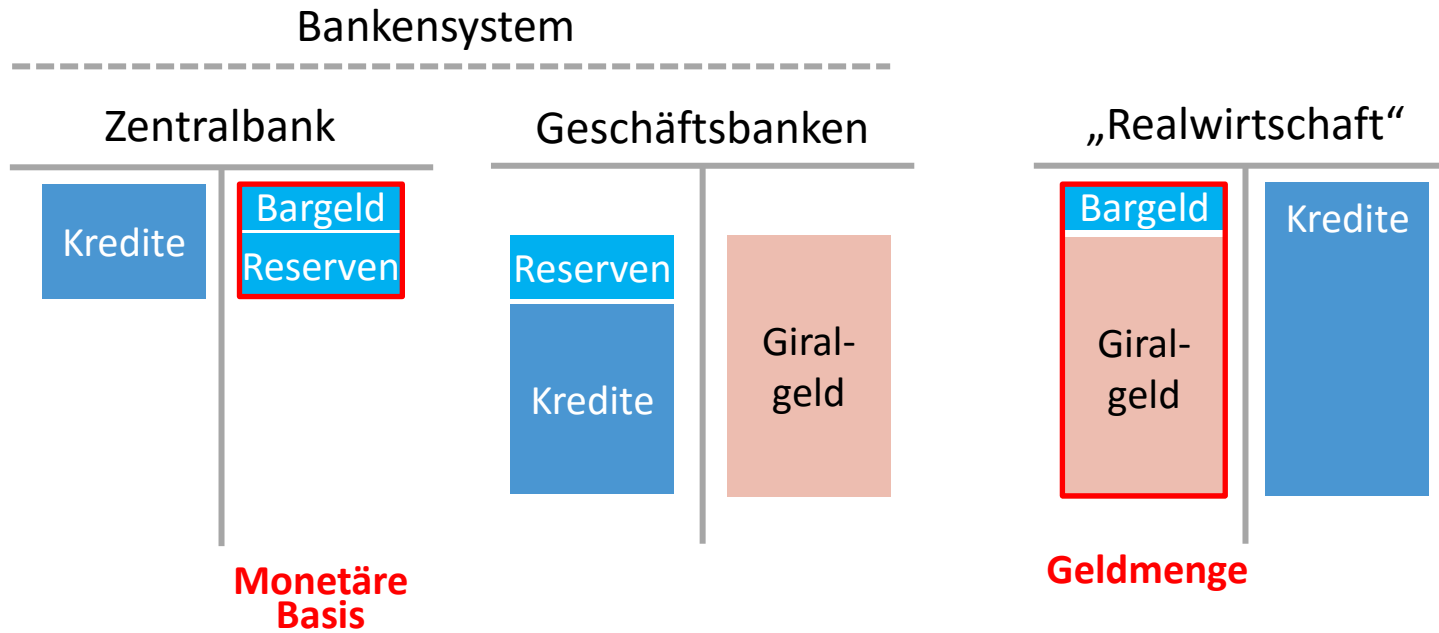 Bankensystem
Zentralbank
Geschäftsbanken
„Realwirtschaft“
Kredite
Bargeld
Reserven
Reserven
Kredite
Giral-
geld
Bargeld
Giral-
geld
Kredite
Monetäre
Basis
Geldmenge